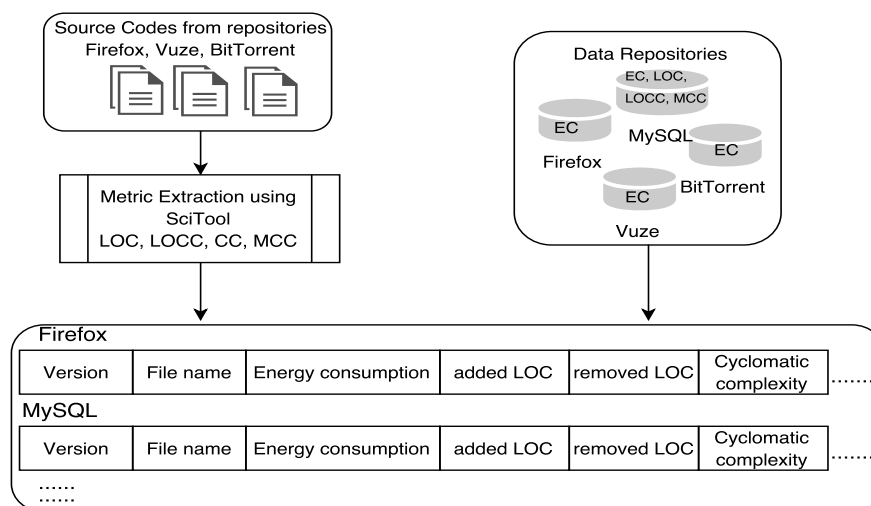 Source Codes from repositories
Firefox, Vuze, BitTorrent
Metric Extraction using
SciTool
LOC, LOCC, CC, MCC
Data Repositories
EC, LOC,
LOCC, MCC
MySQL
EC
Firefox
EC
BitTorrent
EC
Vuze
Firefox
Version File name Energy consumption added LOC removed LOC Cyclomatic complexity .......
MySQL
Version File name Energy consumption added LOC removed LOC Cyclomatic complexity .......
......
......